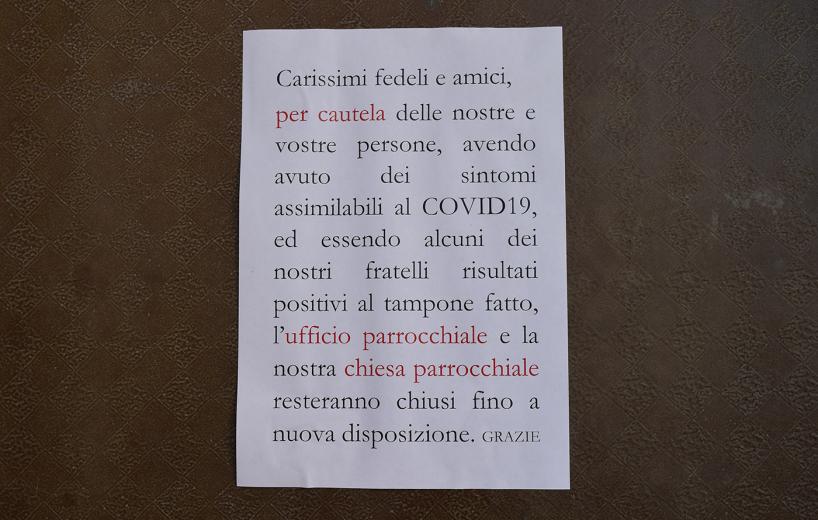 Carissimi fedeli e amici,
per cautela delle nostre e
vostre persone, avendo
avuto dei sintomi
assimilabili al COVID19,
ed essendo alcuni dei
nostri fratelli risultati
positivi al tampone fatto,
l’ufficio parrocchiale e la
nostra chiesa parrocchiale
resteranno chiusi fino a
nuova disposizione. GRAZIE